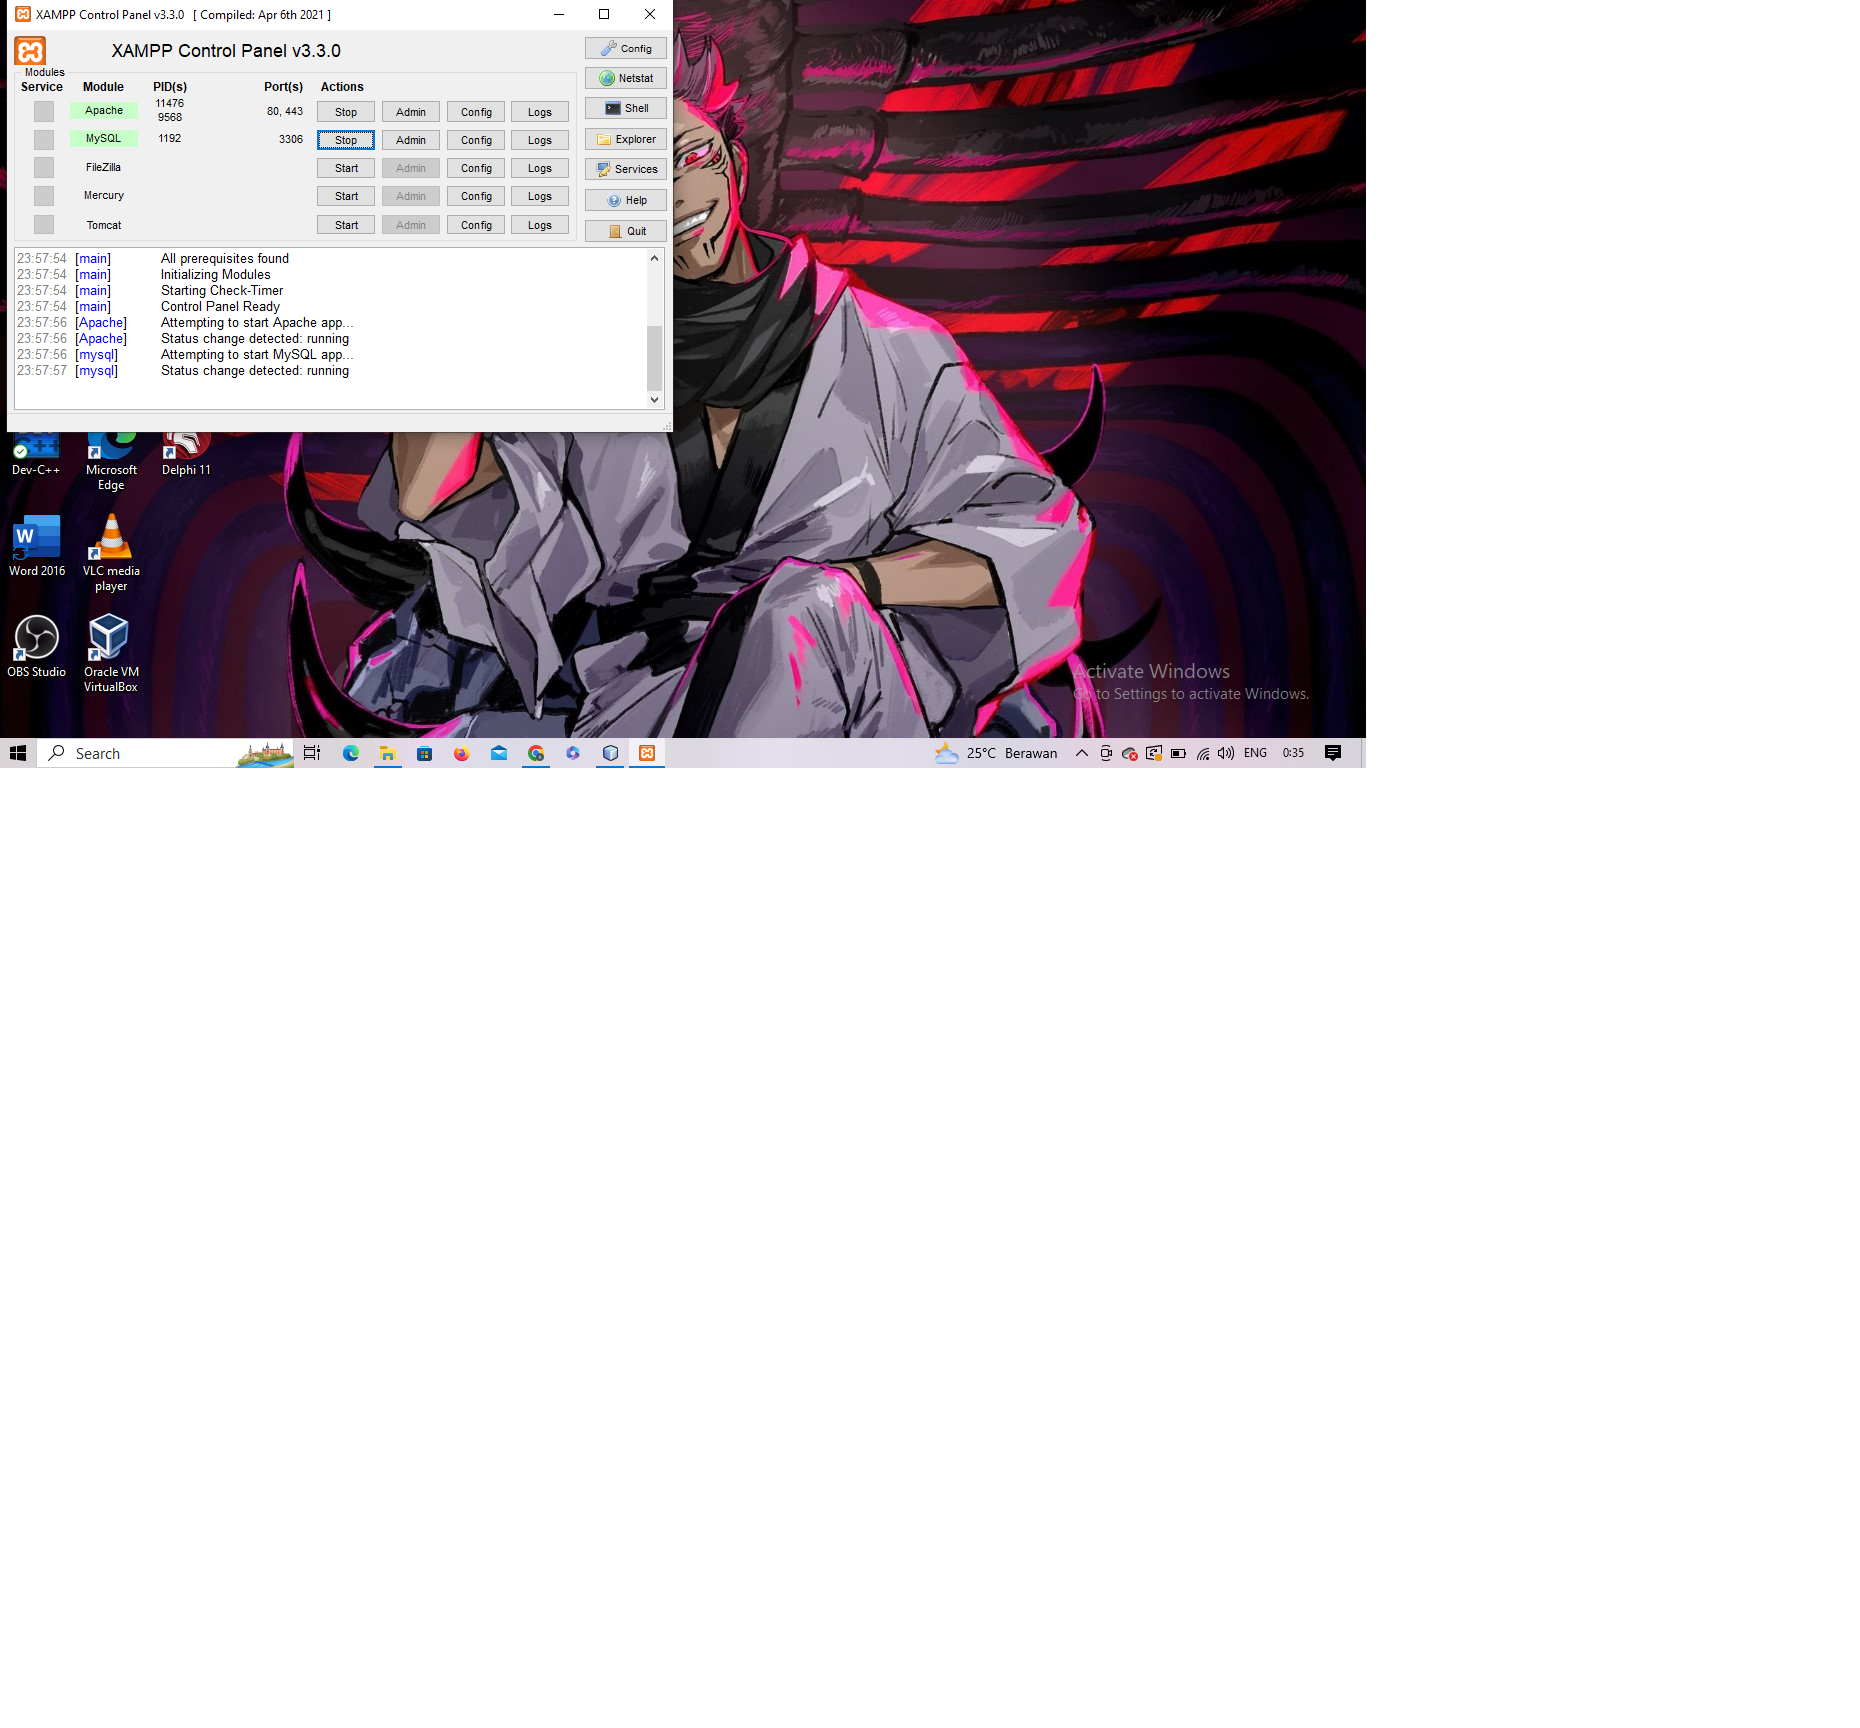 XAMPP Control Panel v3.3.0 [ Compiled: Apr 6th 2021 ]
XAMPP Control Panel v3.3.0
Config
Modules
Service Module PID(s) Port(s) Actions
Netstat
Apache 11476 9568 80, 443 Stop Admin Config Logs
Shell
MySQL 1192 3306 Stop Admin Config Logs
Explorer
FileZilla Start Admin Config Logs
Services
Mercury Start Admin Config Logs
Help
Tomcat Start Admin Config Logs
Quit
23:57:54 [main] All prerequisites found
23:57:54 [main] Initializing Modules
23:57:54 [main] Starting Check-Timer
23:57:54 [main] Control Panel Ready
23:57:56 [Apache] Attempting to start Apache app...
23:57:56 [Apache] Status change detected: running
23:57:56 [mysql] Attempting to start MySQL app...
23:57:57 [mysql] Status change detected: running
Dev-C++
Microsoft Edge
Delphi 11
Word 2016
VLC media player
OBS Studio
Oracle VM VirtualBox
Activate Windows
Go to Settings to activate Windows.
Search
25°C Berawan
ENG
0:35